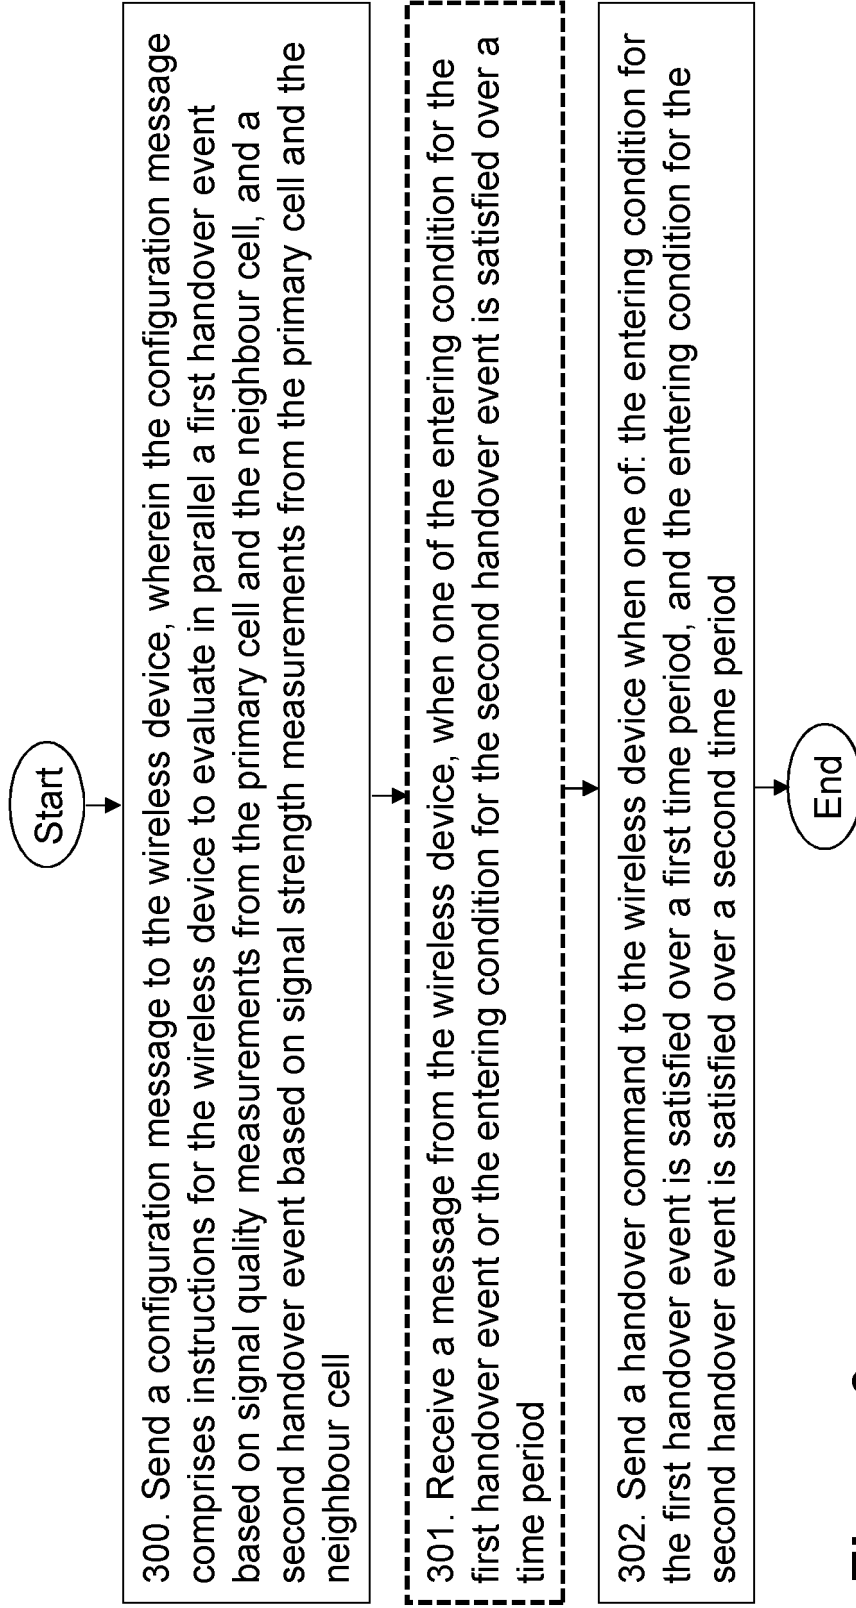 Start
300. Send a configuration message to the wireless device, wherein the configuration message
comprises instructions for the wireless device to evaluate in parallel a first handover event
based on signal quality measurements from the primary cell and the neighbour cell, and a
second handover event based on signal strength measurements from the primary cell and the
neighbour cell
301. Receive a message from the wireless device, when one of the entering condition for the
first handover event or the entering condition for the second handover event is satisfied over a
time period
302. Send a handover command to the wireless device when one of: the entering condition for
the first handover event is satisfied over a first time period, and the entering condition for the
second handover event is satisfied over a second time period
End